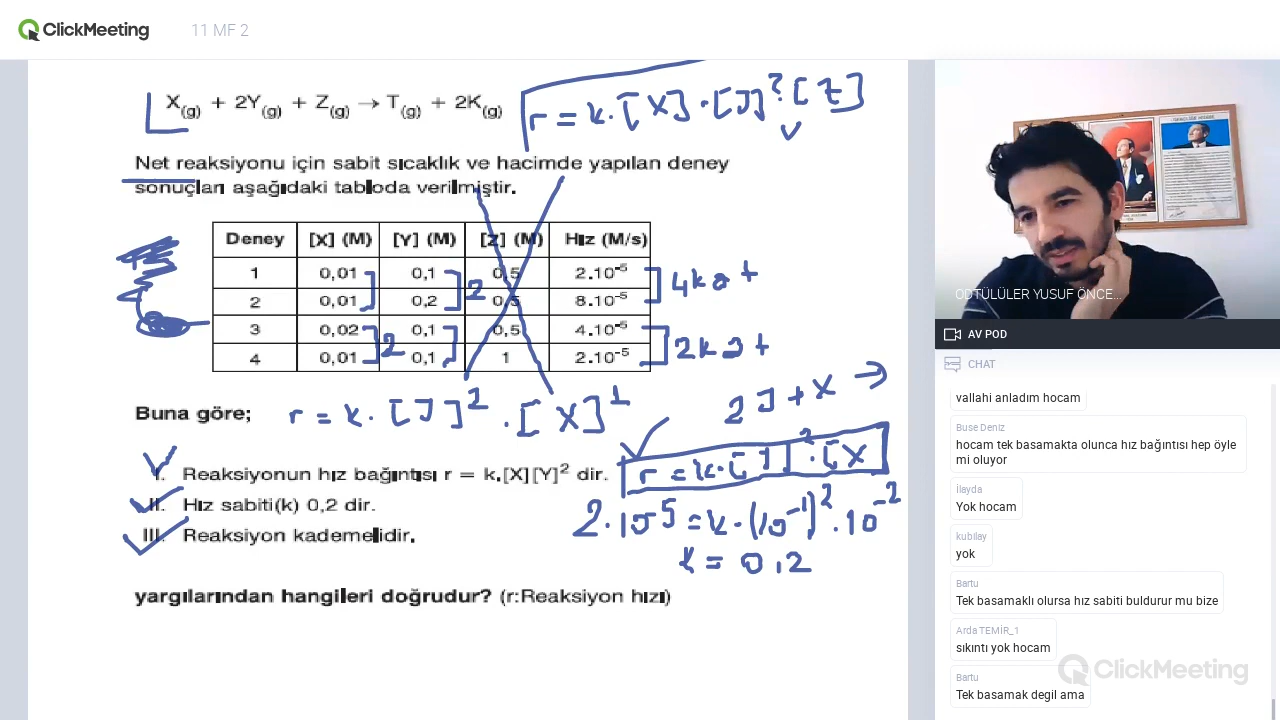 ClickMeeting 11 MF 2
X(g) + 2Y(g) + Z(g) → T(g) + 2K(g)
r = k.[X].[J]? [Z]
Net reaksiyonu için sabit sıcaklık ve hacimde yapılan deney
sonuçları aşağıdaki tabloda verilmiştir.
Deney [X] (M) [Y] (M) [Z] (M) Hız (M/s)
1 0,01 0,1 0,5 2.10⁻⁵
2 0,01 0,2 0,5 8.10⁻⁵
3 0,02 0,1 0,5 4.10⁻⁵
4 0,01 0,1 1 2.10⁻⁵
2
4kat
2
2kat
Buna göre;
r = k.[J]² .[X]¹
2J + X →
I. Reaksiyonun hız bağıntısı r = k.[X][Y]² dir.
II. Hız sabiti(k) 0,2 dir.
III. Reaksiyon kademelidir.
r = k.[J]².[X
2.10⁻⁵ = k.(10⁻¹)².10⁻²
k = 0,2
yargılarından hangileri doğrudur? (r:Reaksiyon hızı)
ODTÜLÜLER YUSUF ÖNCE...
AV POD
CHAT
vallahi anladım hocam
Buse Deniz
hocam tek basamakta olunca hız bağıntısı hep öyle
mi oluyor
İlayda
Yok hocam
kubilay
yok
Bartu
Tek basamaklı olursa hız sabiti buldurur mu bize
Arda TEMİR_1
sıkıntı yok hocam
Bartu
Tek basamak degil ama
ClickMeeting